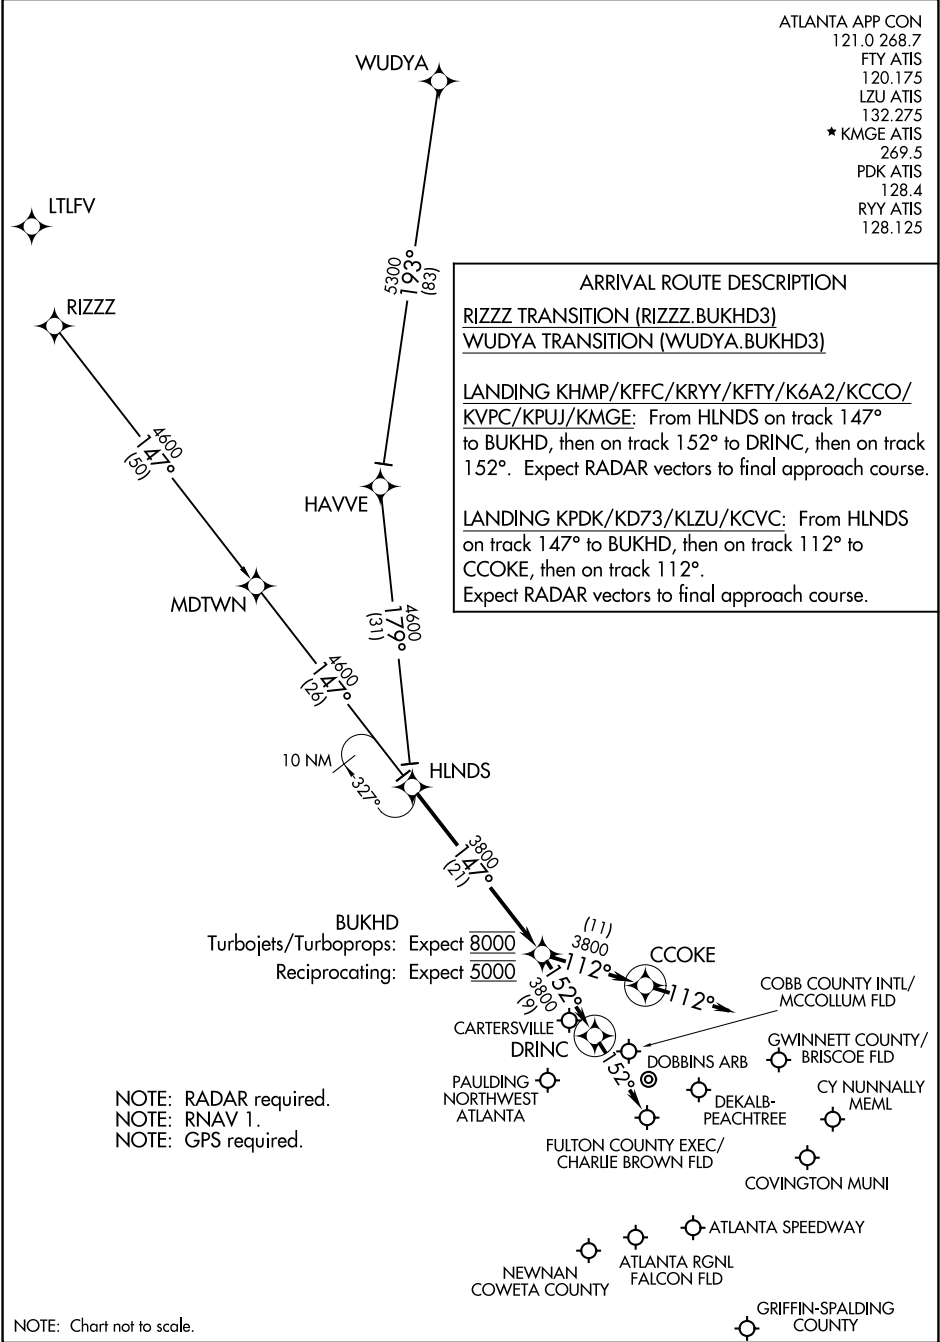 ATLANTA APP CON
121.0 268.7
FTY ATIS
120.175
LZU ATIS
132.275
★ KMGE ATIS
269.5
PDK ATIS
128.4
RYY ATIS
128.125
WUDYA
LTLFV
RIZZZ
5300
193°
(83)
ARRIVAL ROUTE DESCRIPTION
RIZZZ TRANSITION (RIZZZ.BUKHD3)
WUDYA TRANSITION (WUDYA.BUKHD3)
LANDING KHMP/KFFC/KRYY/KFTY/K6A2/KCCO/
KVPC/KPUJ/KMGE: From HLNDS on track 147°
to BUKHD, then on track 152° to DRINC, then on track
152°. Expect RADAR vectors to final approach course.
LANDING KPDK/KD73/KLZU/KCVC: From HLNDS
on track 147° to BUKHD, then on track 112° to
CCOKE, then on track 112°.
Expect RADAR vectors to final approach course.
4600
147°
(50)
HAVVE
MDTWN
4600
179°
(31)
4600
147°
(26)
10 NM
327°
HLNDS
3800
147°
(21)
BUKHD
Turbojets/Turboprops: Expect 8000
Reciprocating: Expect 5000
(11)
3800
112°
CCOKE
112°
152°
3800
(9)
COBB COUNTY INTL/
MCCOLLUM FLD
CARTERSVILLE
DRINC
152°
DOBBINS ARB
GWINNETT COUNTY/
BRISCOE FLD
PAULDING
NORTHWEST
ATLANTA
DEKALB-
PEACHTREE
CY NUNNALLY
MEML
NOTE: RADAR required.
NOTE: RNAV 1.
NOTE: GPS required.
FULTON COUNTY EXEC/
CHARLIE BROWN FLD
COVINGTON MUNI
ATLANTA SPEEDWAY
NEWNAN
COWETA COUNTY
ATLANTA RGNL
FALCON FLD
GRIFFIN-SPALDING
COUNTY
NOTE: Chart not to scale.